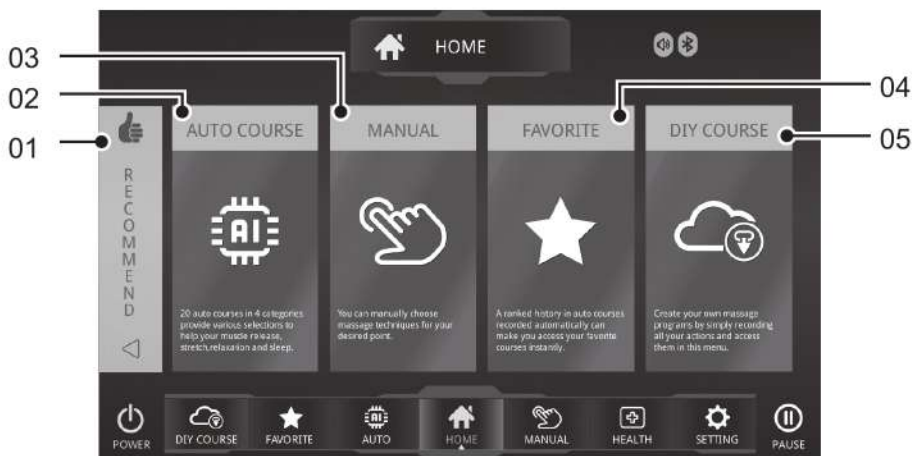 HOME
03
02
01
04
05
RECOMMEND
AUTO COURSE
AI
20 auto courses in 4 categories
provide various selections to
help your muscle release,
stretch,relaxation and sleep.
MANUAL
You can manually choose
massage techniques for your
desired point.
FAVORITE
A ranked history in auto courses
recorded automatically can
make you access your favorite
courses instantly.
DIY COURSE
Create your own massage
programs by simply recording
all your actions and access
them in this menu.
POWER
DIY COURSE
FAVORITE
AI
AUTO
HOME
MANUAL
HEALTH
SETTING
PAUSE